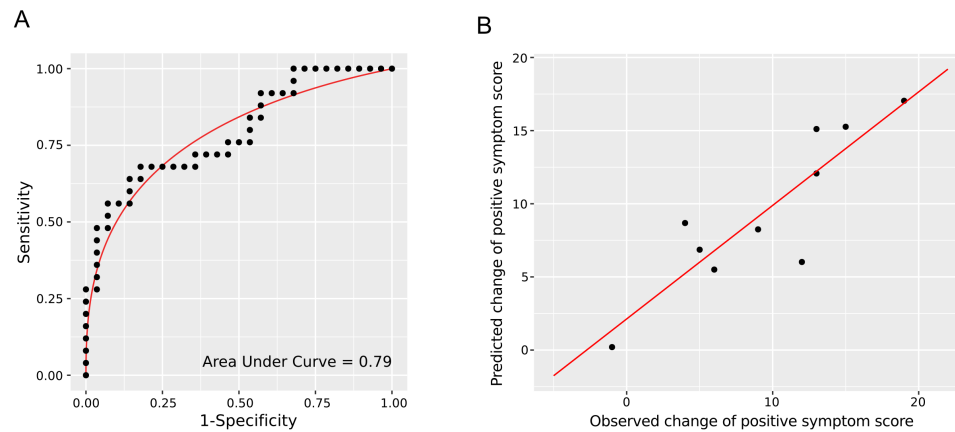 A
1.00
0.75
0.50
0.25
0.00
Sensitivity
Area Under Curve = 0.79
0.00 0.25 0.50 0.75 1.00
1-Specificity
B
20
15
10
5
0
Predicted change of positive symptom score
0 10 20
Observed change of positive symptom score